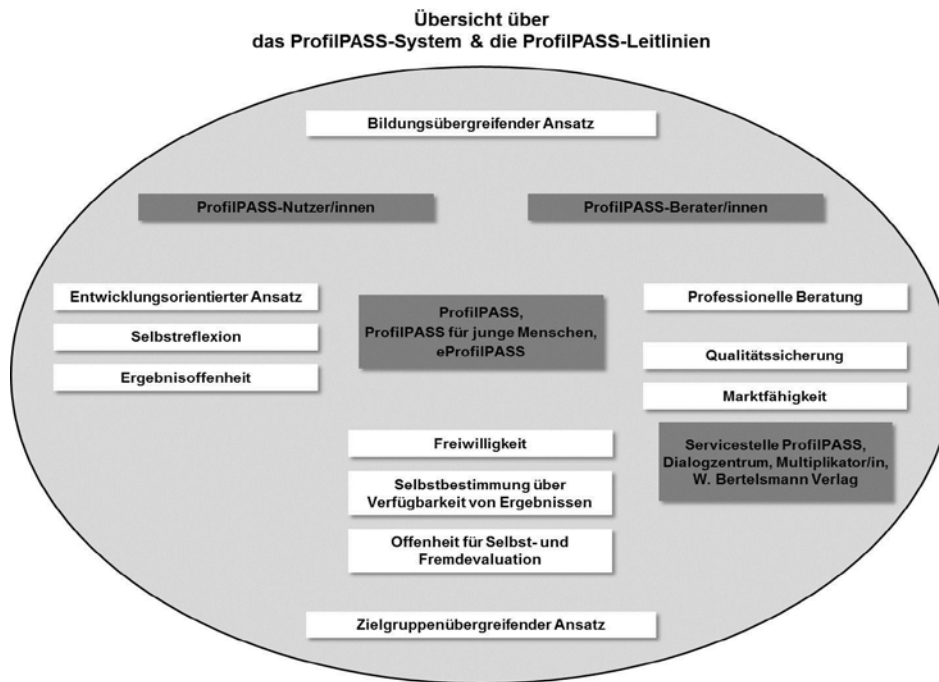 Übersicht über
das ProfilPASS-System & die ProfilPASS-Leitlinien
Bildungsübergreifender Ansatz
ProfilPASS-Nutzer/innen
ProfilPASS-Berater/innen
Entwicklungsorientierter Ansatz
Selbstreflexion
Ergebnisoffenheit
ProfilPASS,
ProfilPASS für junge Menschen,
eProfilPASS
Professionelle Beratung
Qualitätssicherung
Marktfähigkeit
Freiwilligkeit
Selbstbestimmung über
Verfügbarkeit von Ergebnissen
Offenheit für Selbst- und
Fremdevaluation
Servicestelle ProfilPASS,
Dialogzentrum, Multiplikator/in,
W. Bertelsmann Verlag
Zielgruppenübergreifender Ansatz